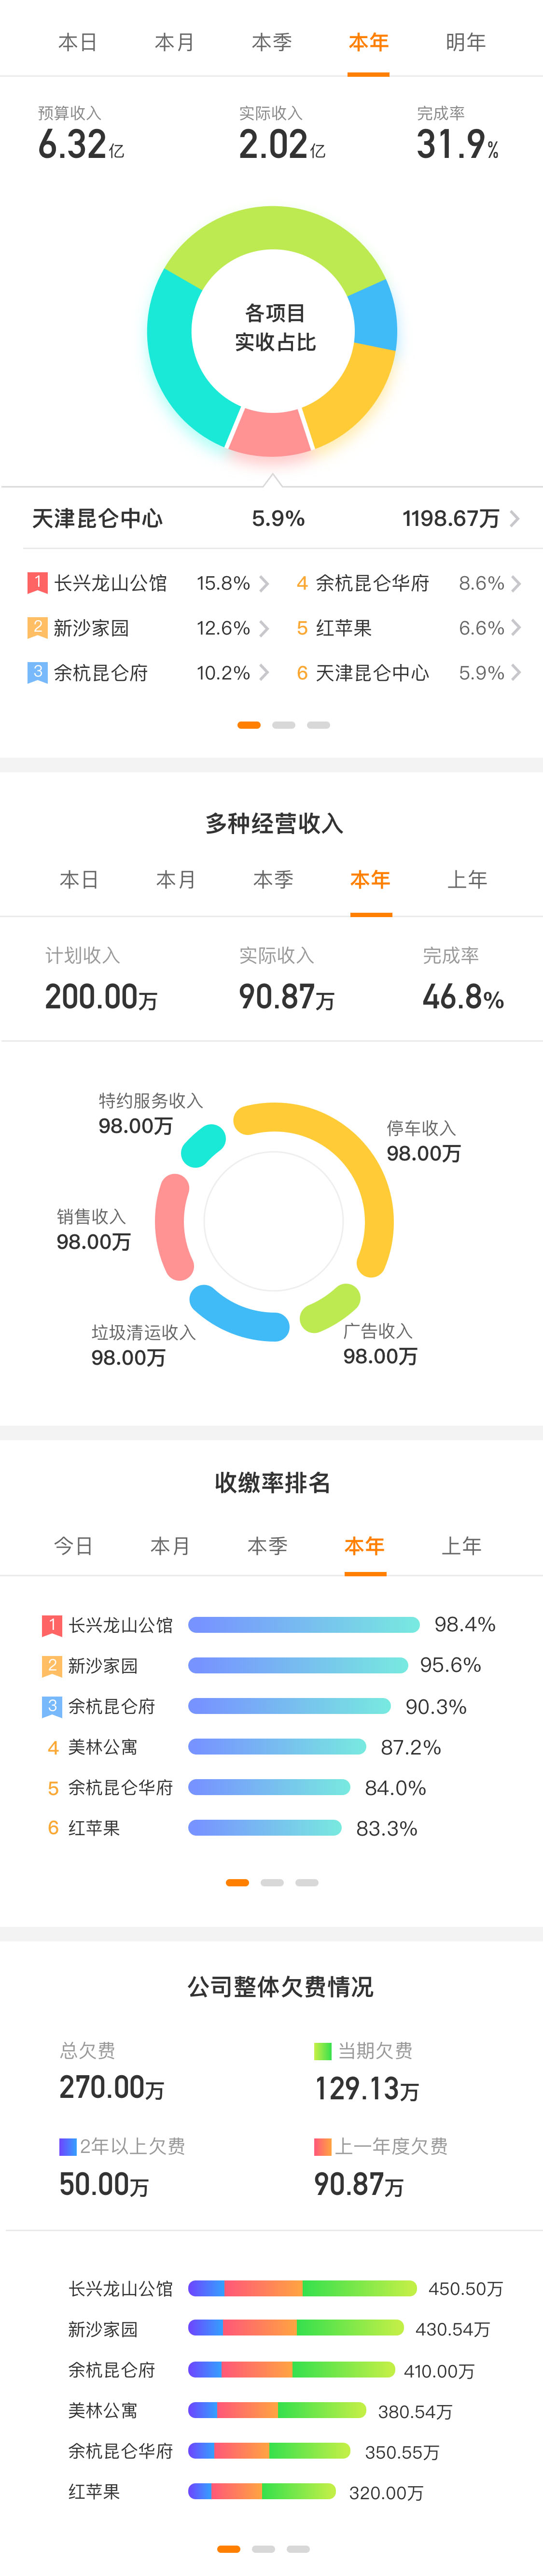 本日 本月 本季 本年 明年
预算收入 实际收入 完成率
6.32亿 2.02亿 31.9%
各项目
实收占比
天津昆仑中心 5.9% 1198.67万
1 长兴龙山公馆 15.8% 4 余杭昆仑华府 8.6%
2 新沙家园 12.6% 5 红苹果 6.6%
3 余杭昆仑府 10.2% 6 天津昆仑中心 5.9%
多种经营收入
本日 本月 本季 本年 上年
计划收入 实际收入 完成率
200.00万 90.87万 46.8%
特约服务收入
98.00万
停车收入
98.00万
销售收入
98.00万
垃圾清运收入
98.00万
广告收入
98.00万
收缴率排名
今日 本月 本季 本年 上年
1 长兴龙山公馆 98.4%
2 新沙家园 95.6%
3 余杭昆仑府 90.3%
4 美林公寓 87.2%
5 余杭昆仑华府 84.0%
6 红苹果 83.3%
公司整体欠费情况
总欠费 当期欠费
270.00万 129.13万
2年以上欠费 上一年度欠费
50.00万 90.87万
长兴龙山公馆 450.50万
新沙家园 430.54万
余杭昆仑府 410.00万
美林公寓 380.54万
余杭昆仑华府 350.55万
红苹果 320.00万